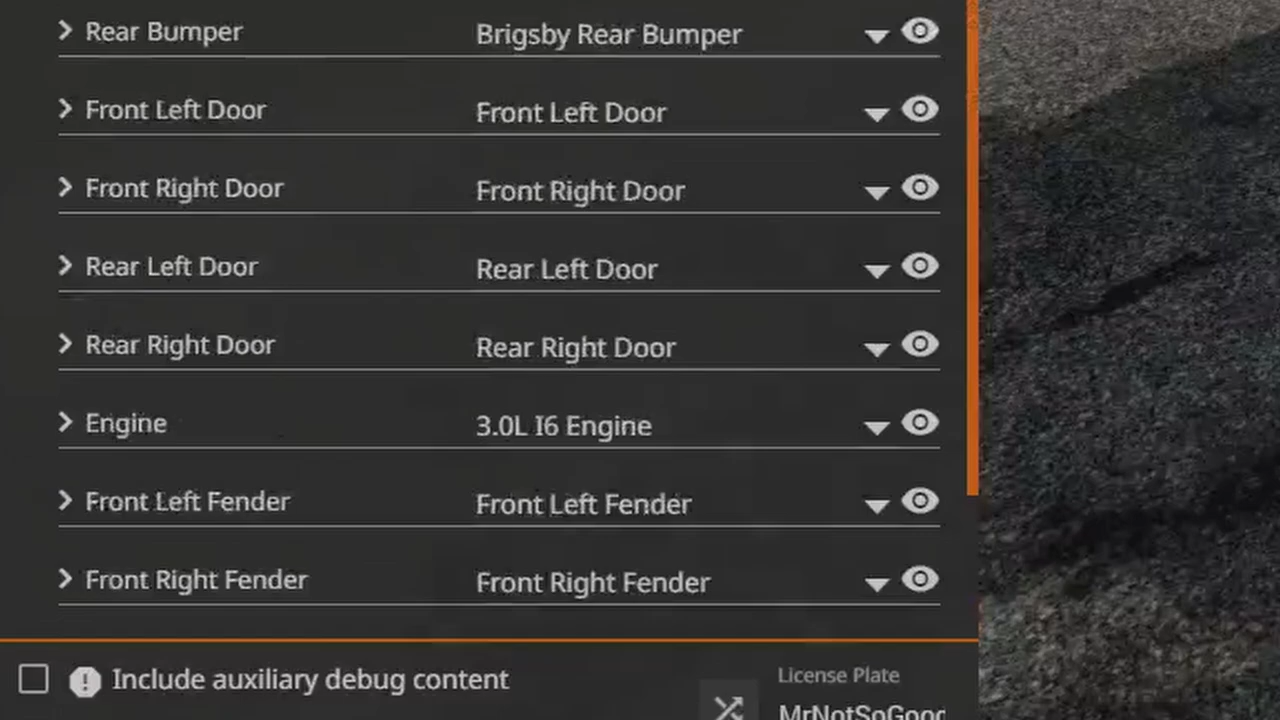 Rear Bumper Brigsby Rear Bumper
Front Left Door Front Left Door
Front Right Door Front Right Door
Rear Left Door Rear Left Door
Rear Right Door Rear Right Door
Engine 3.0L I6 Engine
Front Left Fender Front Left Fender
Front Right Fender Front Right Fender
Include auxiliary debug content
License Plate
MrNotSoGood